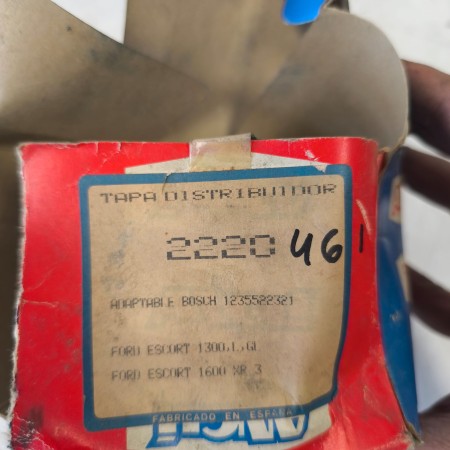 TAPA DISTRIBUIDOR
2220 461
ADAPTABLE BOSCH 1235522321
FORD ESCORT 1300,L,GL
FORD ESCORT 1600 XR 3
FABRICADO EN ESPAÑA